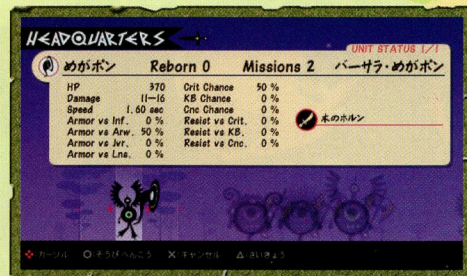 HEADQUARTERS
UNIT STATUS 1/1
めがポン Reborn 0 Missions 2 バーサラ・めがポン
HP 370 Crit Chance 50 %
Damage 11-16 KB Chance 0 %
Speed 1.60 sec Cnc Chance 0 %
Armor vs Inf. 0 % Resist vs Crit. 0 %
Armor vs Arw. 50 % Resist vs KB. 0 %
Armor vs Jvr. 0 % Resist vs Cnc. 0 %
Armor vs Lns. 0 %
木のホルン
カーソル そうびへんこう キャンセル さいきょう